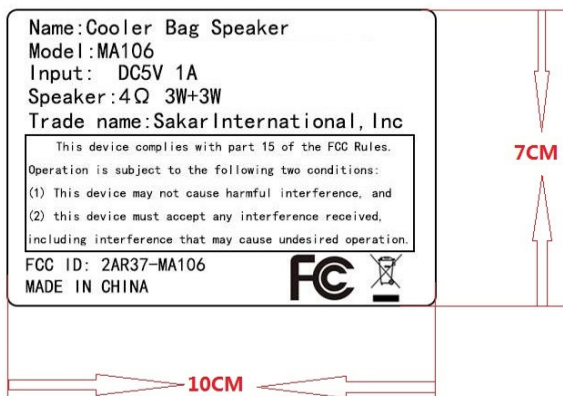 Name:Cooler Bag Speaker
Model:MA106
Input: DC5V 1A
Speaker:4Ω 3W+3W
Trade name:SakarInternational,Inc
This device complies with part 15 of the FCC Rules.
Operation is subject to the following two conditions:
(1) This device may not cause harmful interference, and
(2) this device must accept any interference received,
including interference that may cause undesired operation.
FCC ID: 2AR37-MA106
MADE IN CHINA
FC
7CM
10CM